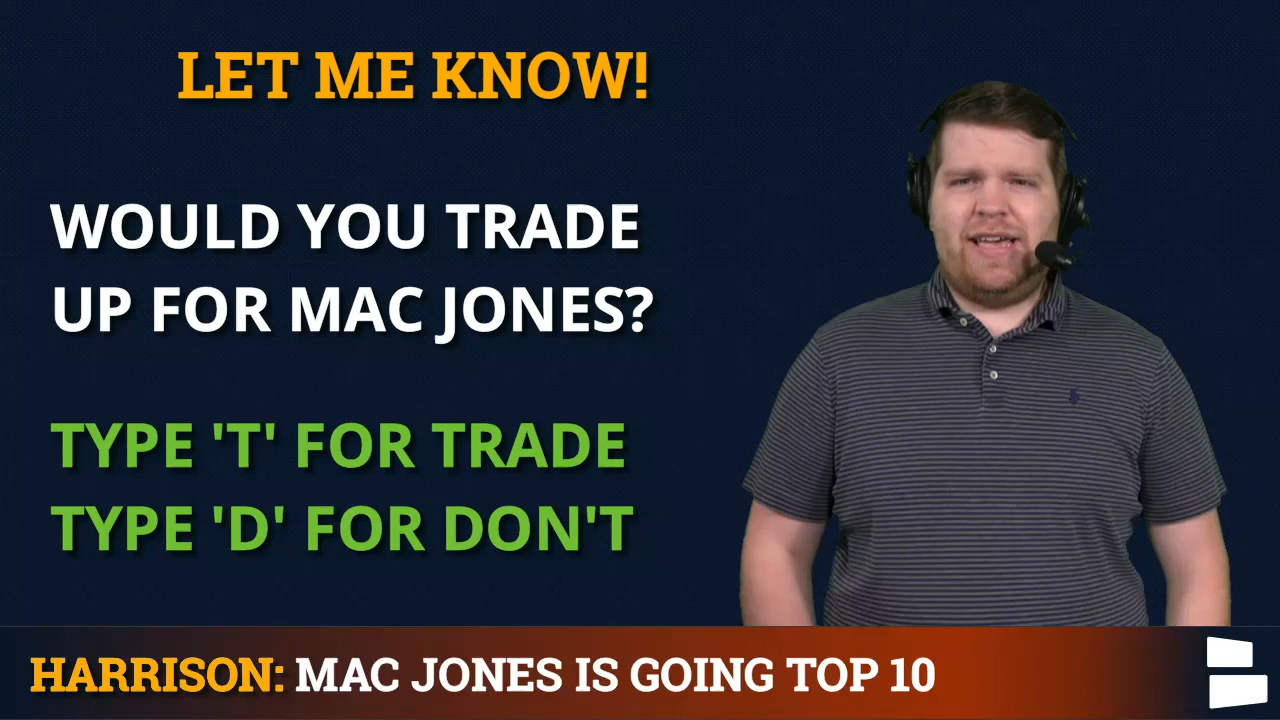 LET ME KNOW!
WOULD YOU TRADE
UP FOR MAC JONES?
TYPE 'T' FOR TRADE
TYPE 'D' FOR DON'T
HARRISON: MAC JONES IS GOING TOP 10